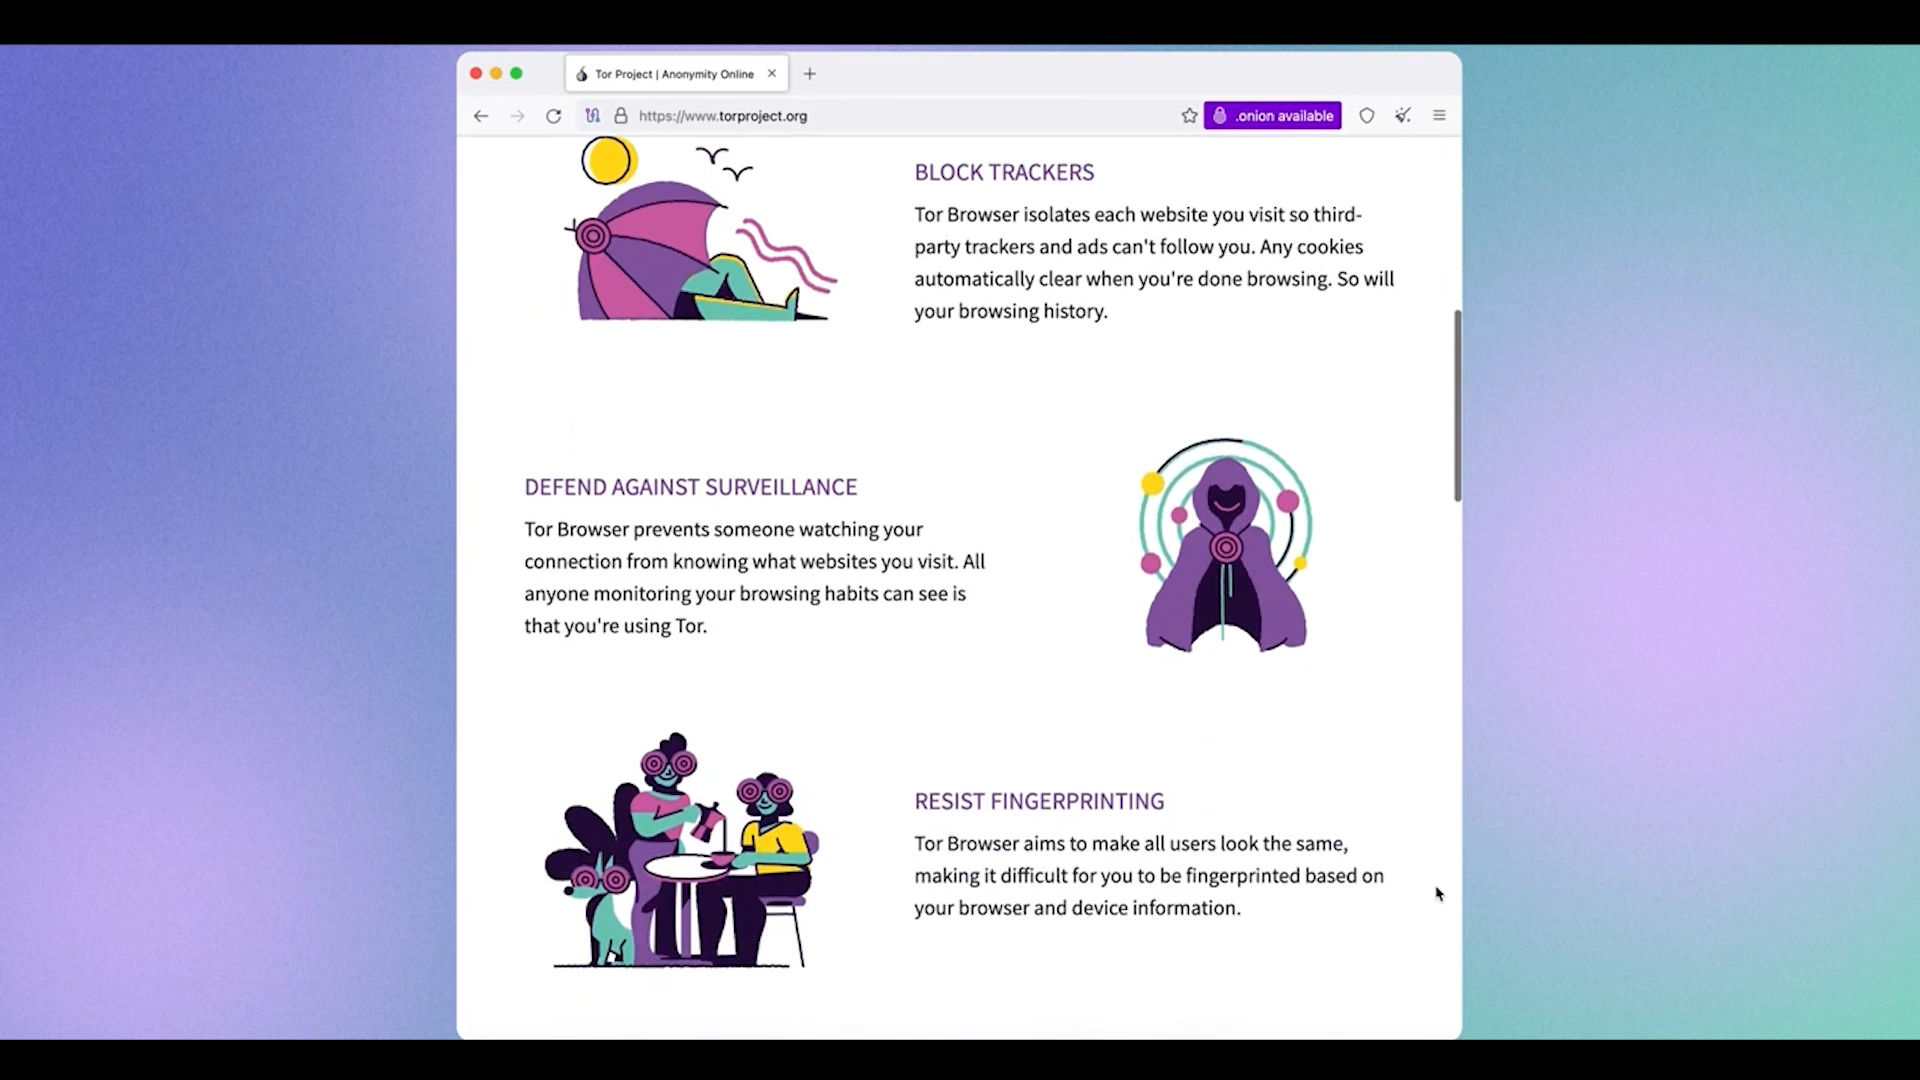 Tor Project | Anonymity Online
https://www.torproject.org
.onion available
BLOCK TRACKERS
Tor Browser isolates each website you visit so third-
party trackers and ads can't follow you. Any cookies
automatically clear when you're done browsing. So will
your browsing history.
DEFEND AGAINST SURVEILLANCE
Tor Browser prevents someone watching your
connection from knowing what websites you visit. All
anyone monitoring your browsing habits can see is
that you're using Tor.
RESIST FINGERPRINTING
Tor Browser aims to make all users look the same,
making it difficult for you to be fingerprinted based on
your browser and device information.